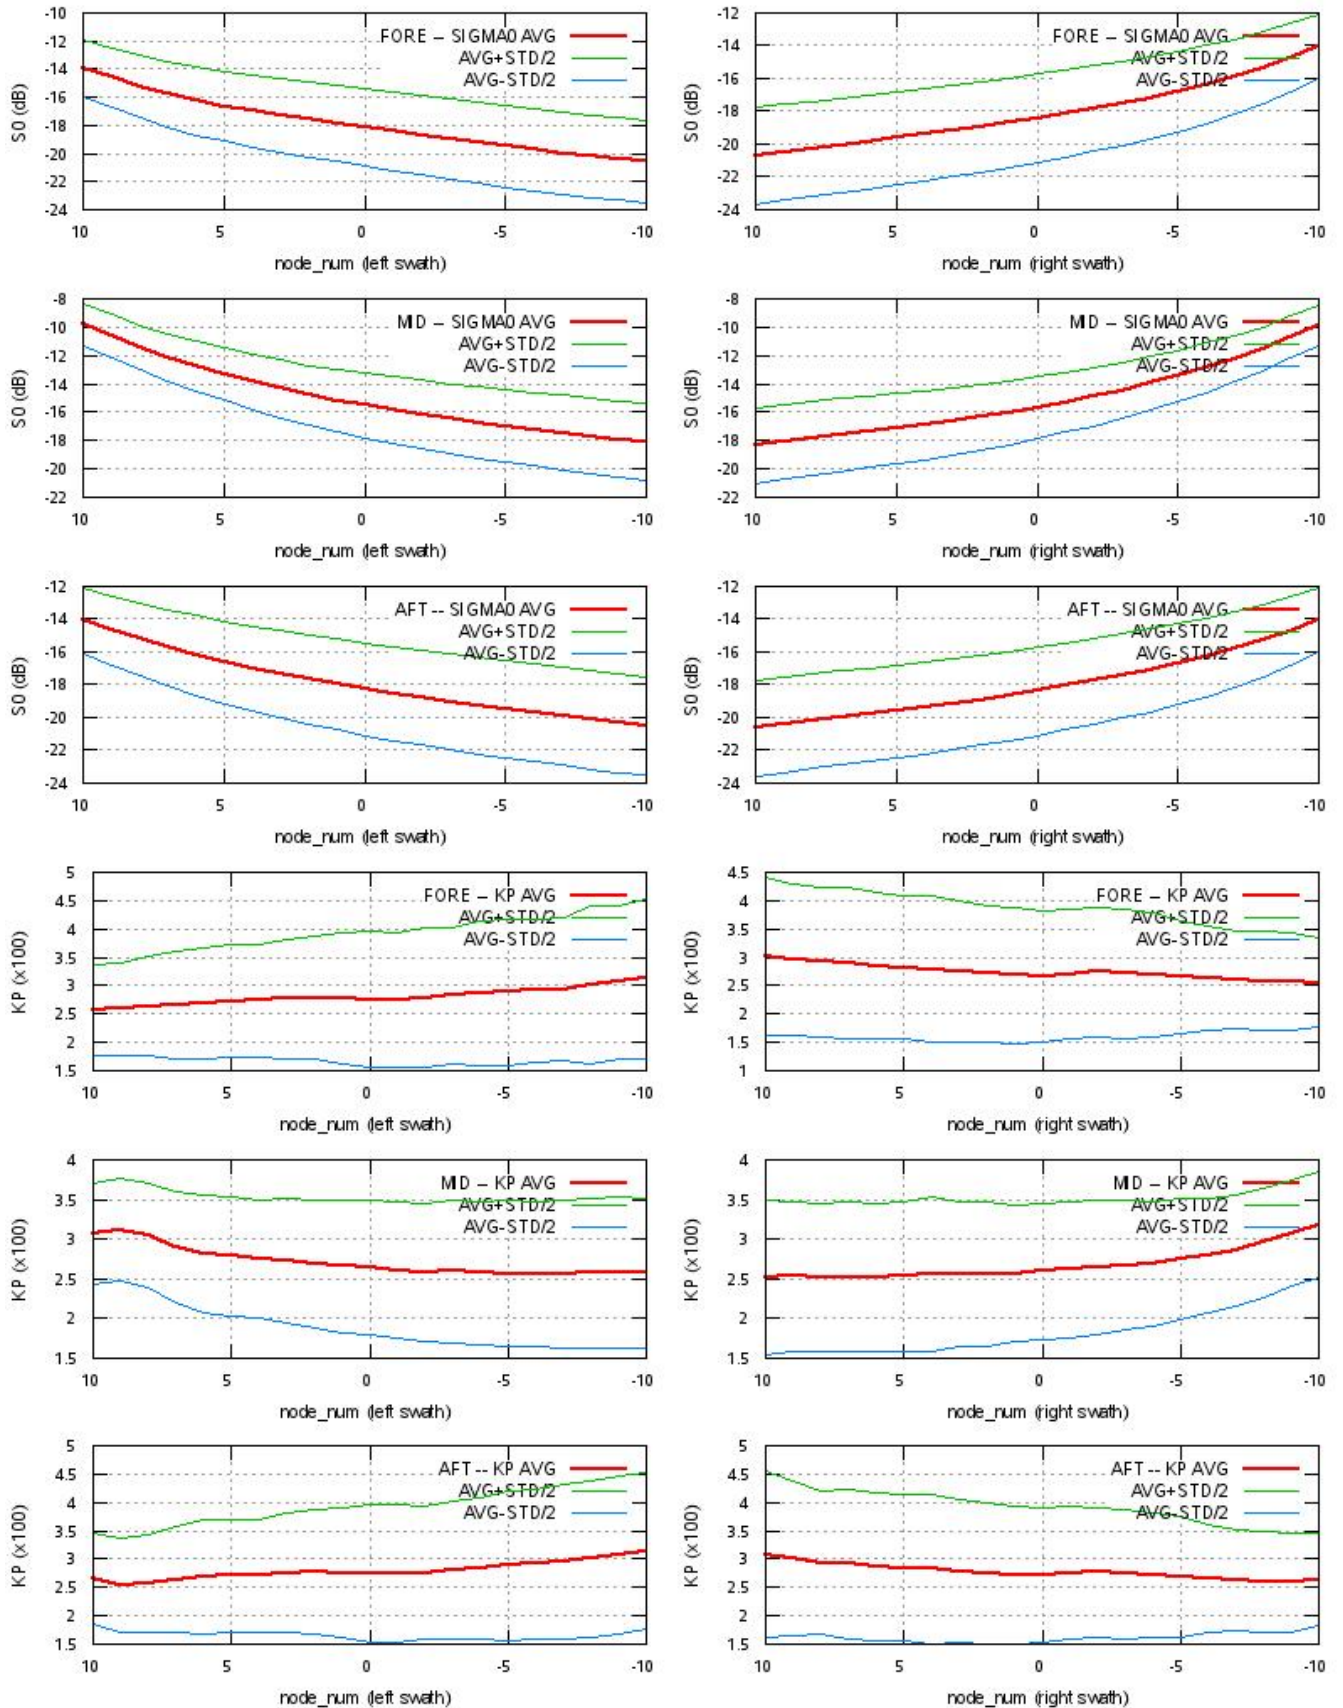 -10
-12
-14
-16
-18
-20
-22
-24
S0 (dB)
FORE -- SIGMA0 AVG
AVG+STD/2
AVG-STD/2
10 5 0 -5 -10
node_num (left swath)
-12
-14
-16
-18
-20
-22
-24
S0 (dB)
FORE -- SIGMA0 AVG
AVG+STD/2
AVG-STD/2
10 5 0 -5 -10
node_num (right swath)
-8
-10
-12
-14
-16
-18
-20
-22
S0 (dB)
MID -- SIGMA0 AVG
AVG+STD/2
AVG-STD/2
10 5 0 -5 -10
node_num (left swath)
-8
-10
-12
-14
-16
-18
-20
-22
S0 (dB)
MID -- SIGMA0 AVG
AVG+STD/2
AVG-STD/2
10 5 0 -5 -10
node_num (right swath)
-12
-14
-16
-18
-20
-22
-24
S0 (dB)
AFT -- SIGMA0 AVG
AVG+STD/2
AVG-STD/2
10 5 0 -5 -10
node_num (left swath)
-12
-14
-16
-18
-20
-22
-24
S0 (dB)
AFT -- SIGMA0 AVG
AVG+STD/2
AVG-STD/2
10 5 0 -5 -10
node_num (right swath)
5
4.5
4
3.5
3
2.5
2
1.5
KP (x100)
FORE -- KP AVG
AVG+STD/2
AVG-STD/2
10 5 0 -5 -10
node_num (left swath)
4.5
4
3.5
3
2.5
2
1.5
1
KP (x100)
FORE -- KP AVG
AVG+STD/2
AVG-STD/2
10 5 0 -5 -10
node_num (right swath)
4
3.5
3
2.5
2
1.5
KP (x100)
MID -- KP AVG
AVG+STD/2
AVG-STD/2
10 5 0 -5 -10
node_num (left swath)
4
3.5
3
2.5
2
1.5
KP (x100)
MID -- KP AVG
AVG+STD/2
AVG-STD/2
10 5 0 -5 -10
node_num (right swath)
5
4.5
4
3.5
3
2.5
2
1.5
KP (x100)
AFT -- KP AVG
AVG+STD/2
AVG-STD/2
10 5 0 -5 -10
node_num (left swath)
5
4.5
4
3.5
3
2.5
2
1.5
KP (x100)
AFT -- KP AVG
AVG+STD/2
AVG-STD/2
10 5 0 -5 -10
node_num (right swath)